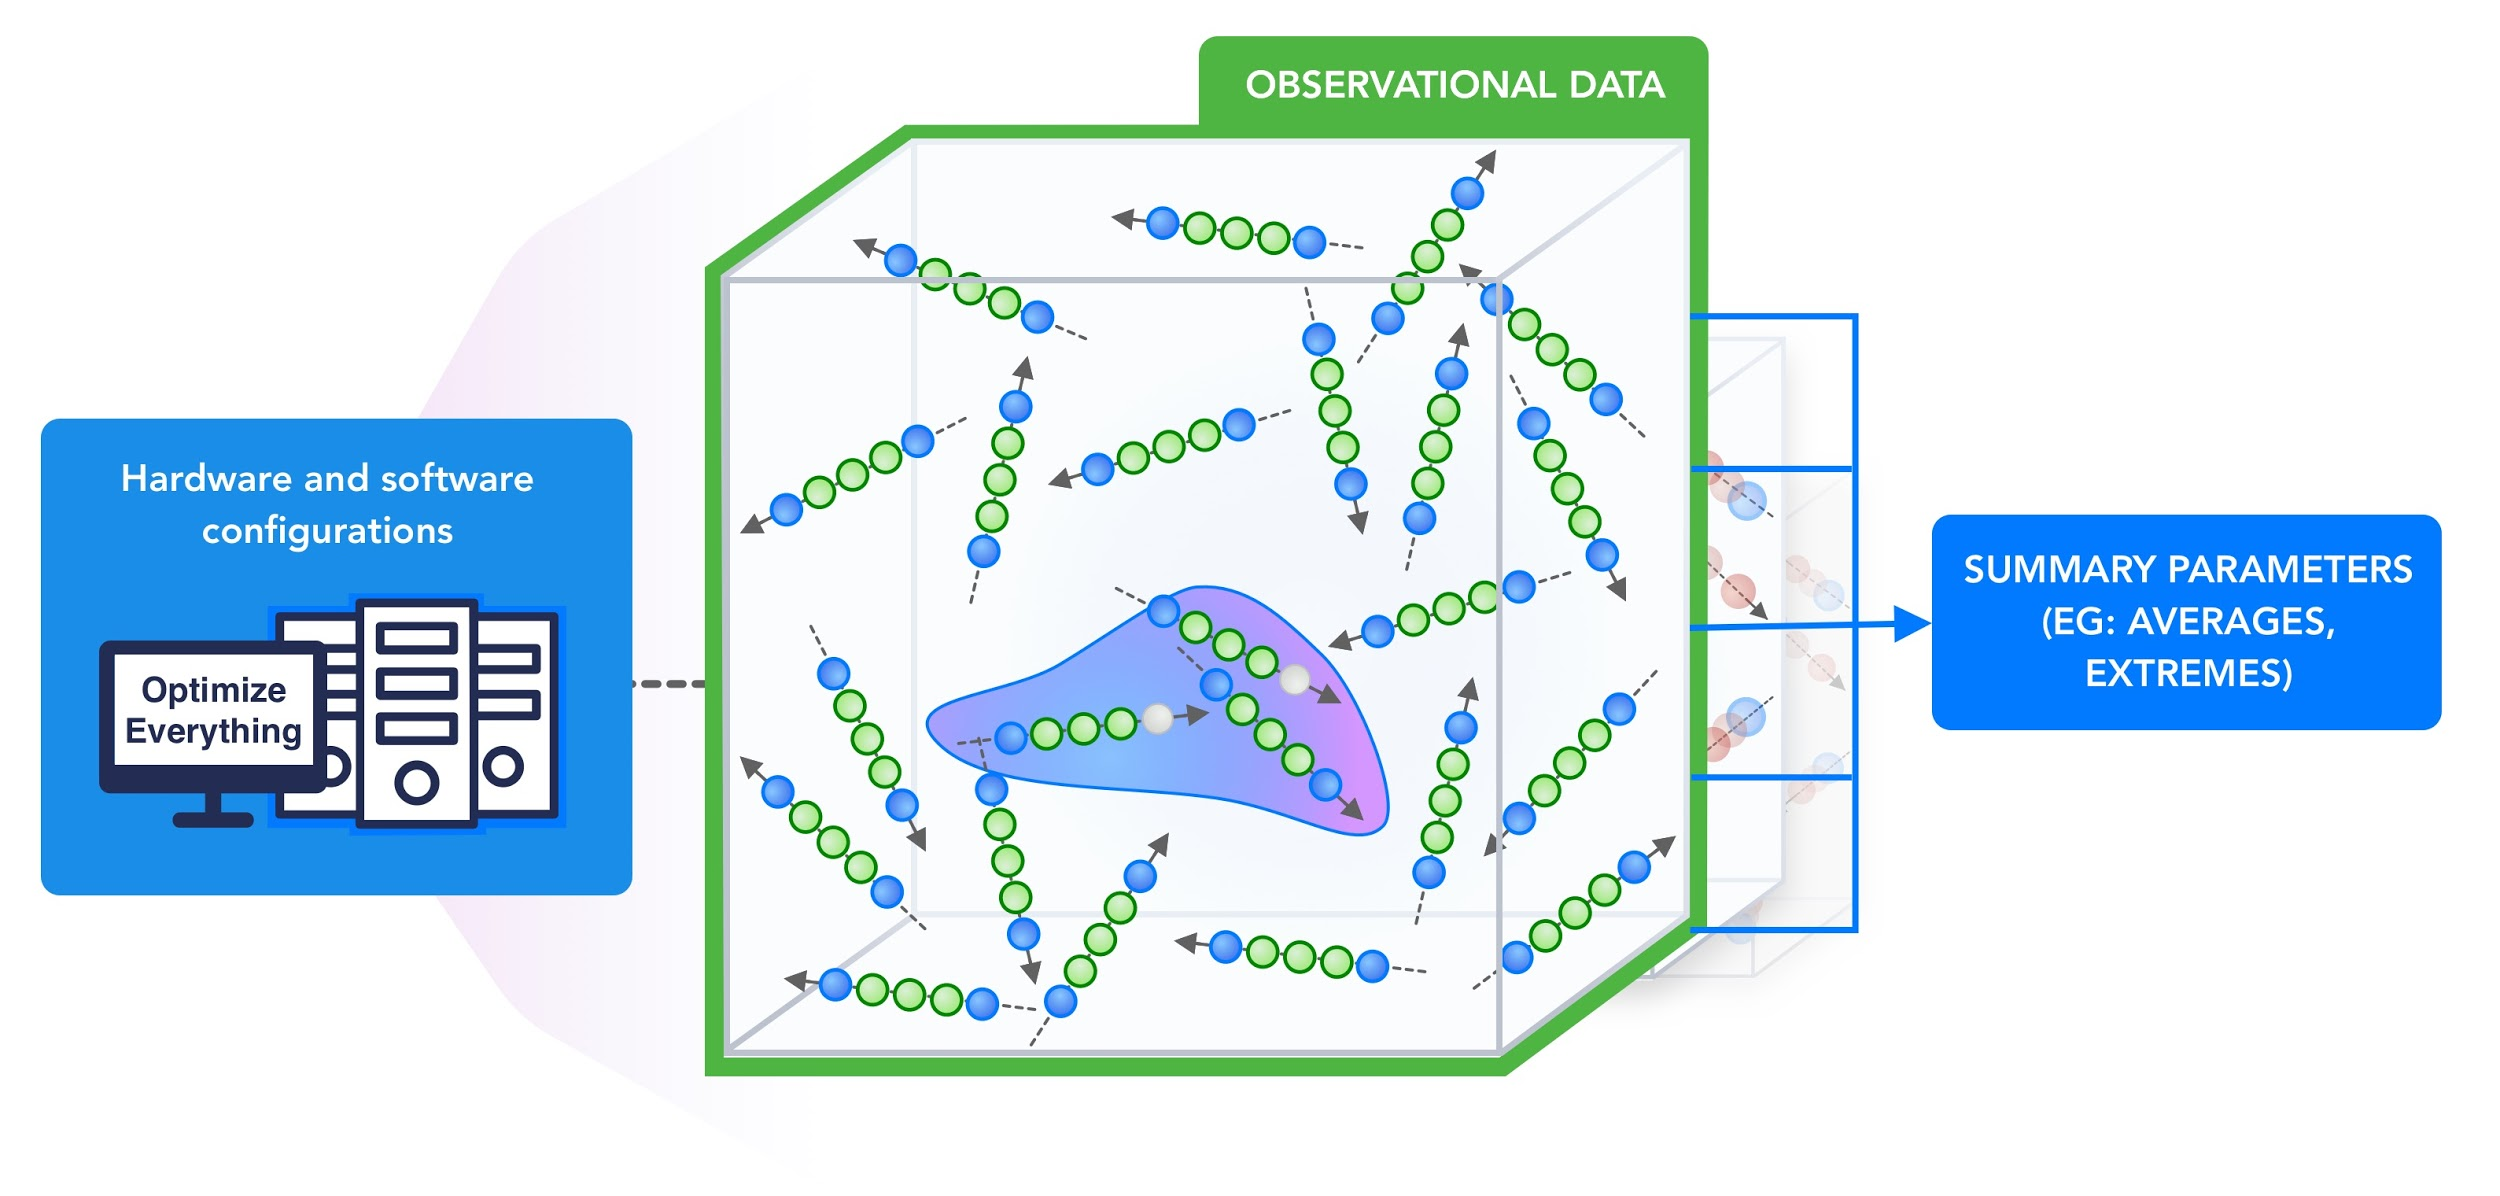 OBSERVATIONAL DATA
Hardware and software
configurations
Optimize
Everything
SUMMARY PARAMETERS
(EG: AVERAGES,
EXTREMES)